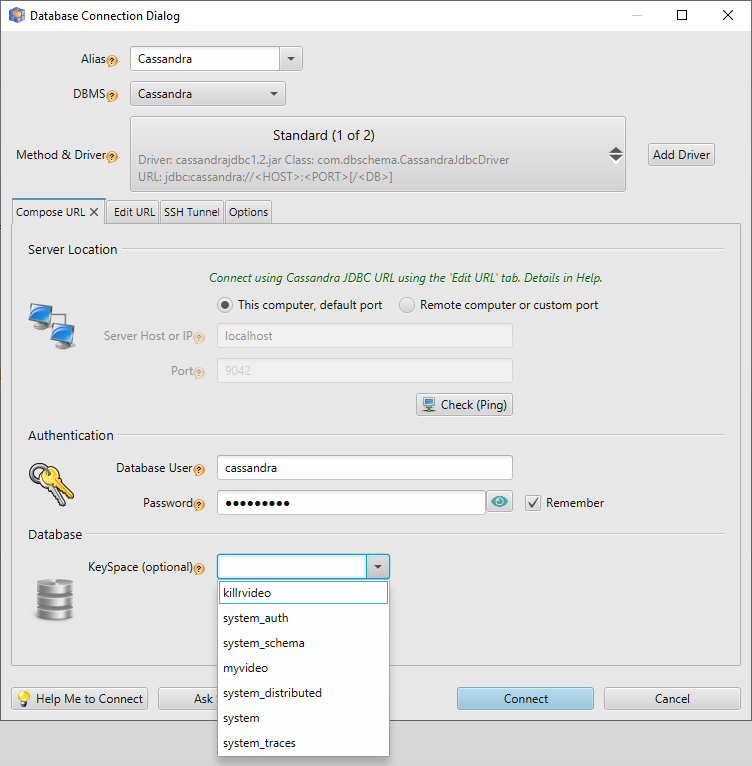 Database Connection Dialog
Alias
Cassandra
DBMS
Cassandra
Method & Driver
Standard (1 of 2)
Driver: cassandrajdbc1.2.jar Class: com.dbschema.CassandraJdbcDriver
URL: jdbc:cassandra://<HOST>:<PORT>[/<DB>]
Add Driver
Compose URL Edit URL SSH Tunnel Options
Server Location
Connect using Cassandra JDBC URL using the 'Edit URL' tab. Details in Help.
This computer, default port Remote computer or custom port
Server Host or IP localhost
Port 9042
Check (Ping)
Authentication
Database User cassandra
Password ●●●●●●●●● Remember
Database
KeySpace (optional)
killrvideo
system_auth
system_schema
myvideo
system_distributed
system
system_traces
Help Me to Connect Ask Connect Cancel